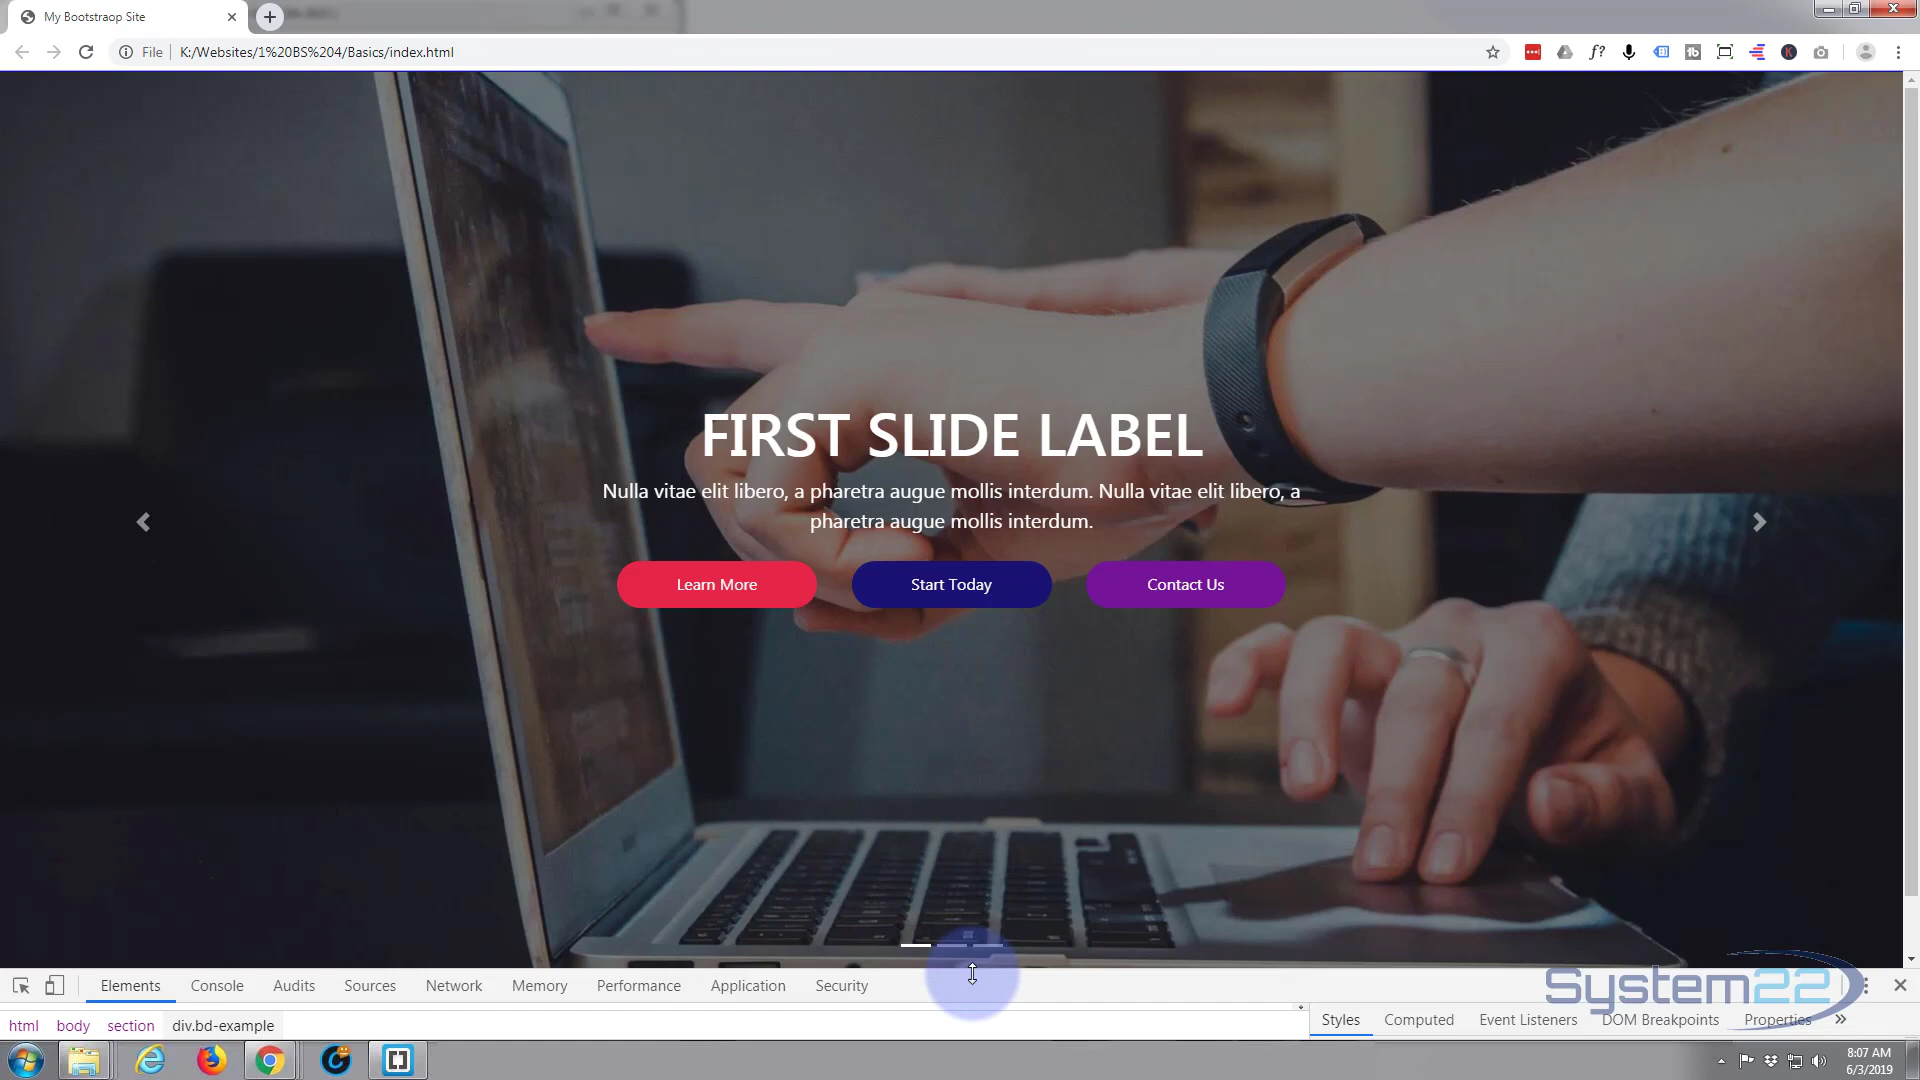 My Bootstraop Site
File
K:/Websites/1%20BS%204/Basics/index.html
FIRST SLIDE LABEL
Nulla vitae elit libero, a pharetra augue mollis interdum. Nulla vitae elit libero, a
pharetra augue mollis interdum.
Learn More
Start Today
Contact Us
Elements
Console
Audits
Sources
Network
Memory
Performance
Application
Security
System22
html
body
section
div.bd-example
Styles
Computed
Event Listeners
DOM Breakpoints
Properties
8:07 AM
6/3/2019